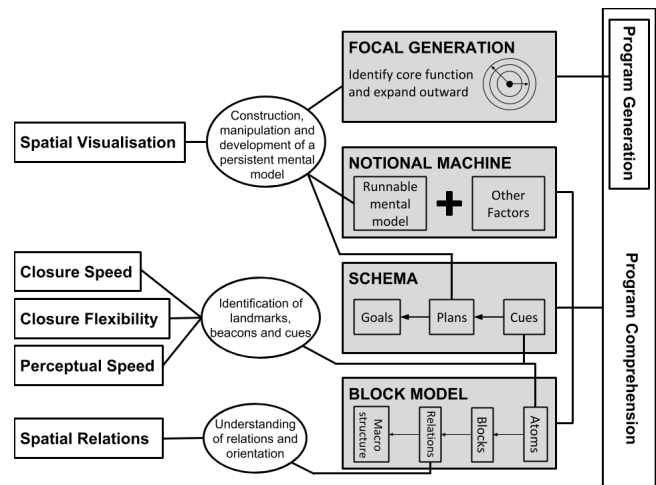 FOCAL GENERATION
Identify core function
and expand outward
Program Generation
Construction,
manipulation and
development of a
persistent mental
model
Spatial Visualisation
NOTIONAL MACHINE
Runnable
mental
model
Other
Factors
Program Comprehension
Closure Speed
Closure Flexibility
Perceptual Speed
Identification of
landmarks,
beacons and cues
SCHEMA
Goals
Plans
Cues
BLOCK MODEL
Macro
structure
Relations
Blocks
Atoms
Spatial Relations
Understanding
of relations and
orientation